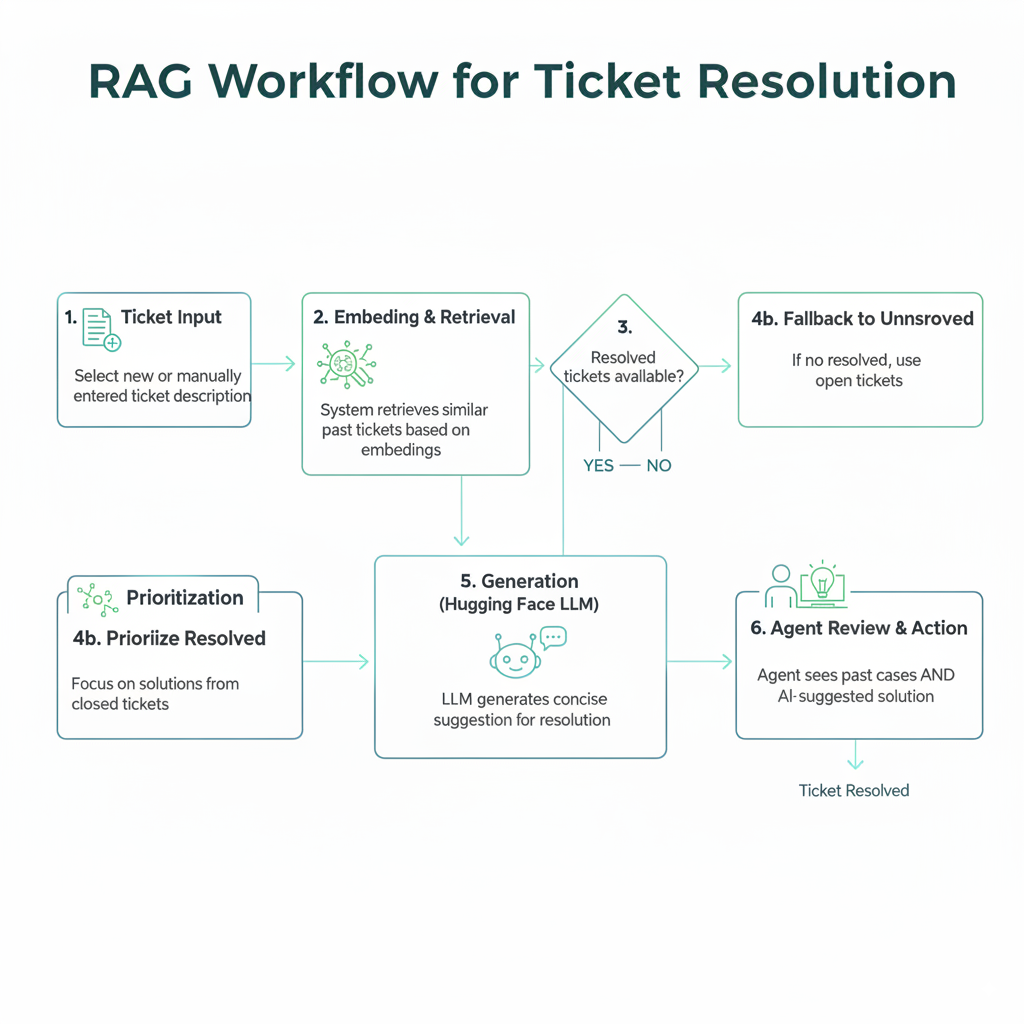 RAG Workflow for Ticket Resolution
1. Ticket Input
Select new or manually
entered ticket description
2. Embeding & Retrieval
System retrieves similar
past tickets based on
embedings
3.
Resolved
tickets available?
YES — NO
4b. Fallback to Unnsroved
If no resolved, use
open tickets
Prioritization
4b. Prioriize Resolved
Focus on solutions from
closed tickets
5. Generation
(Hugging Face LLM)
LLM generates concise
suggestion for resolution
6. Agent Review & Action
Agent sees past cases AND
AI-suggested solution
Ticket Resolved